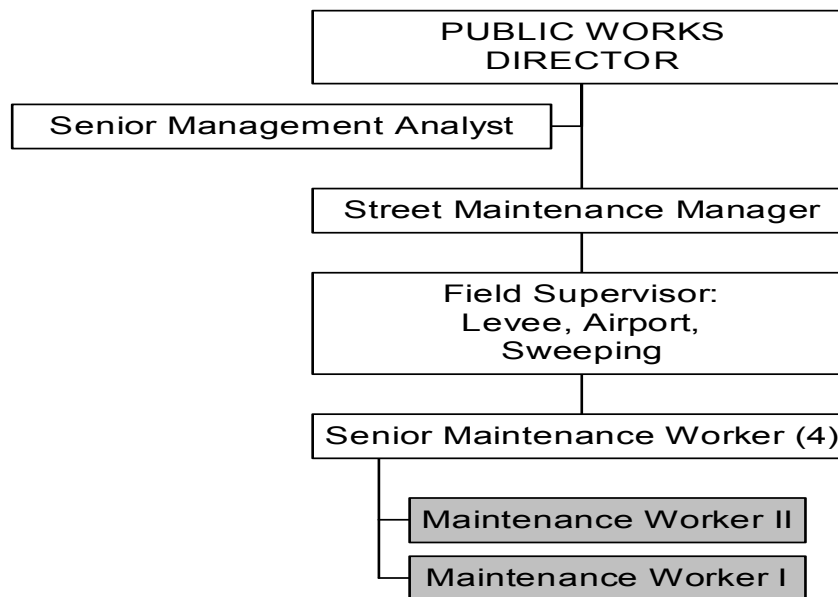 PUBLIC WORKS
DIRECTOR
Senior Management Analyst
Street Maintenance Manager
Field Supervisor:
Levee, Airport,
Sweeping
Senior Maintenance Worker (4)
Maintenance Worker II
Maintenance Worker I